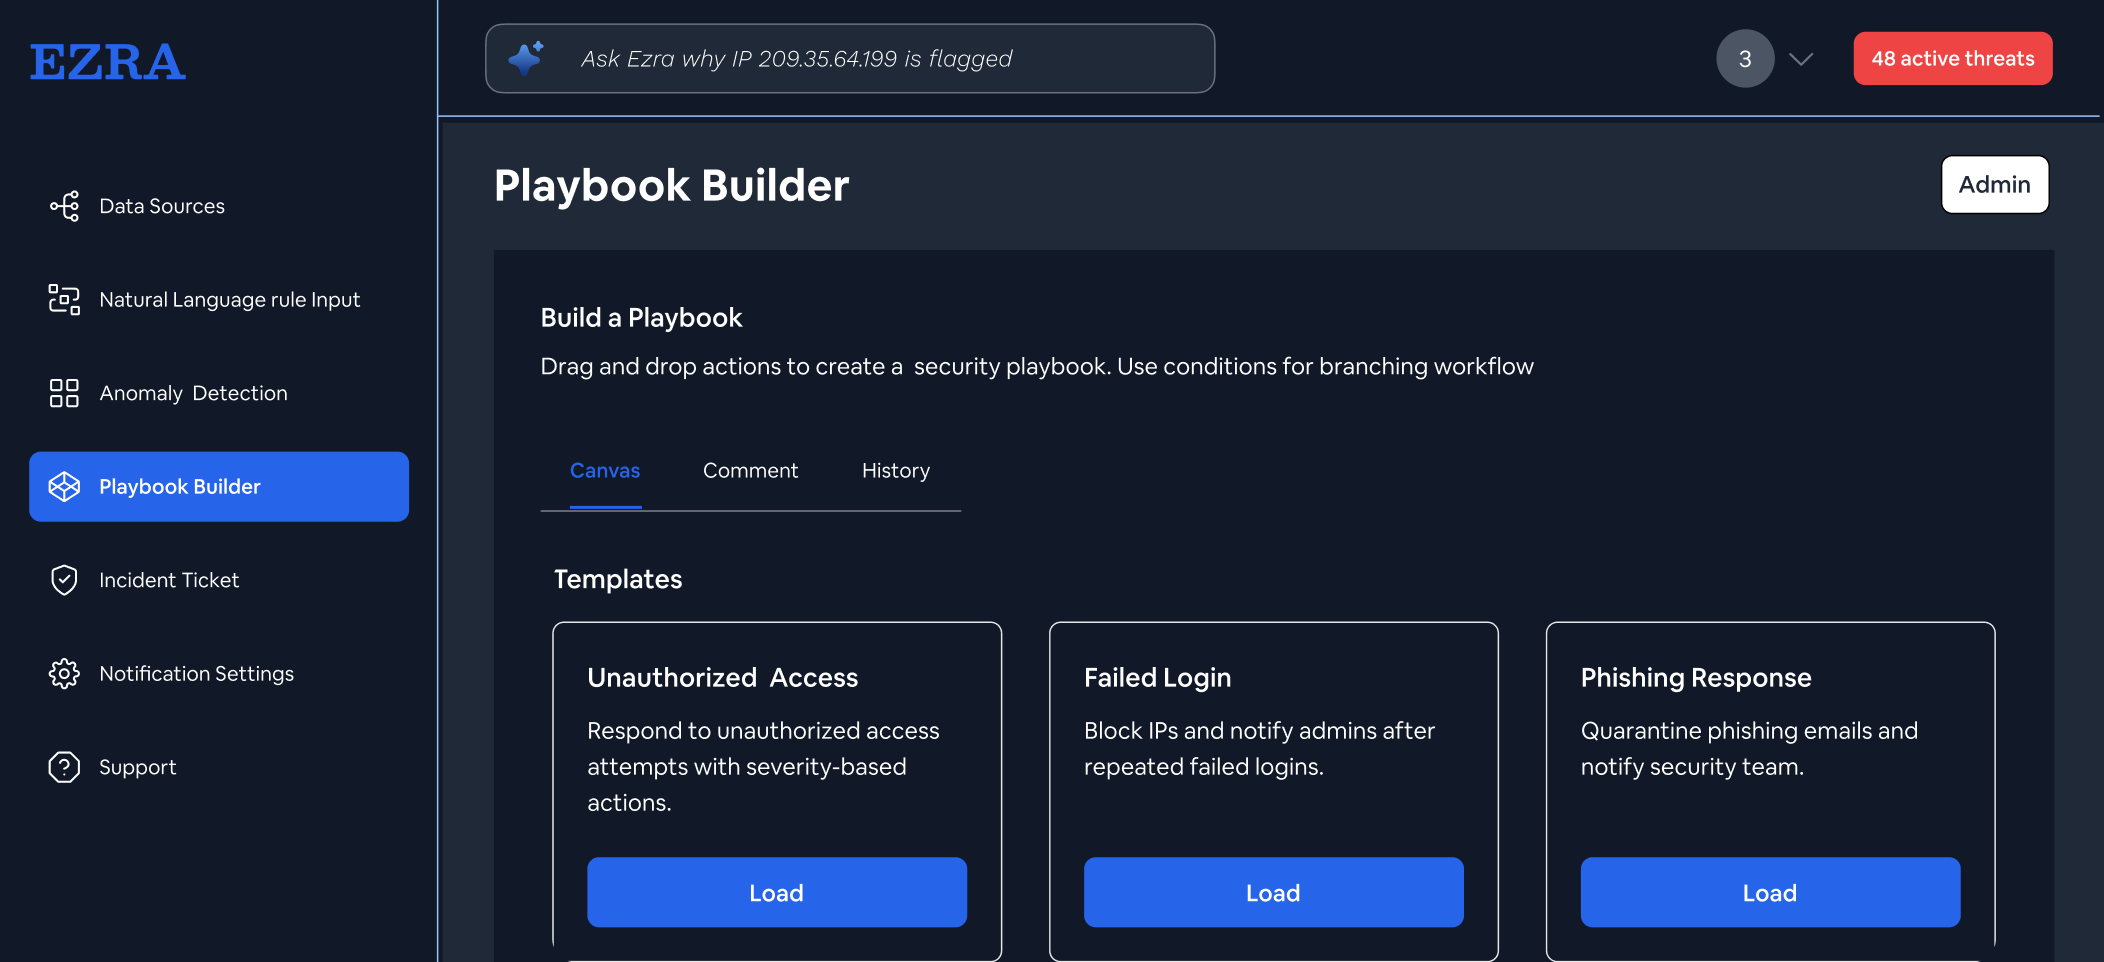 EZRA
Ask Ezra why IP 209.35.64.199 is flagged
3
48 active threats
Data Sources
Natural Language rule Input
Anomaly  Detection
Playbook Builder
Incident Ticket
Notification Settings
Support
Playbook Builder
Admin
Build a Playbook
Drag and drop actions to create a  security playbook. Use conditions for branching workflow
Canvas
Comment
History
Templates
Unauthorized  Access
Respond to unauthorized access
attempts with severity-based
actions.
Load
Failed Login
Block IPs and notify admins after
repeated failed logins.
Load
Phishing Response
Quarantine phishing emails and
notify security team.
Load